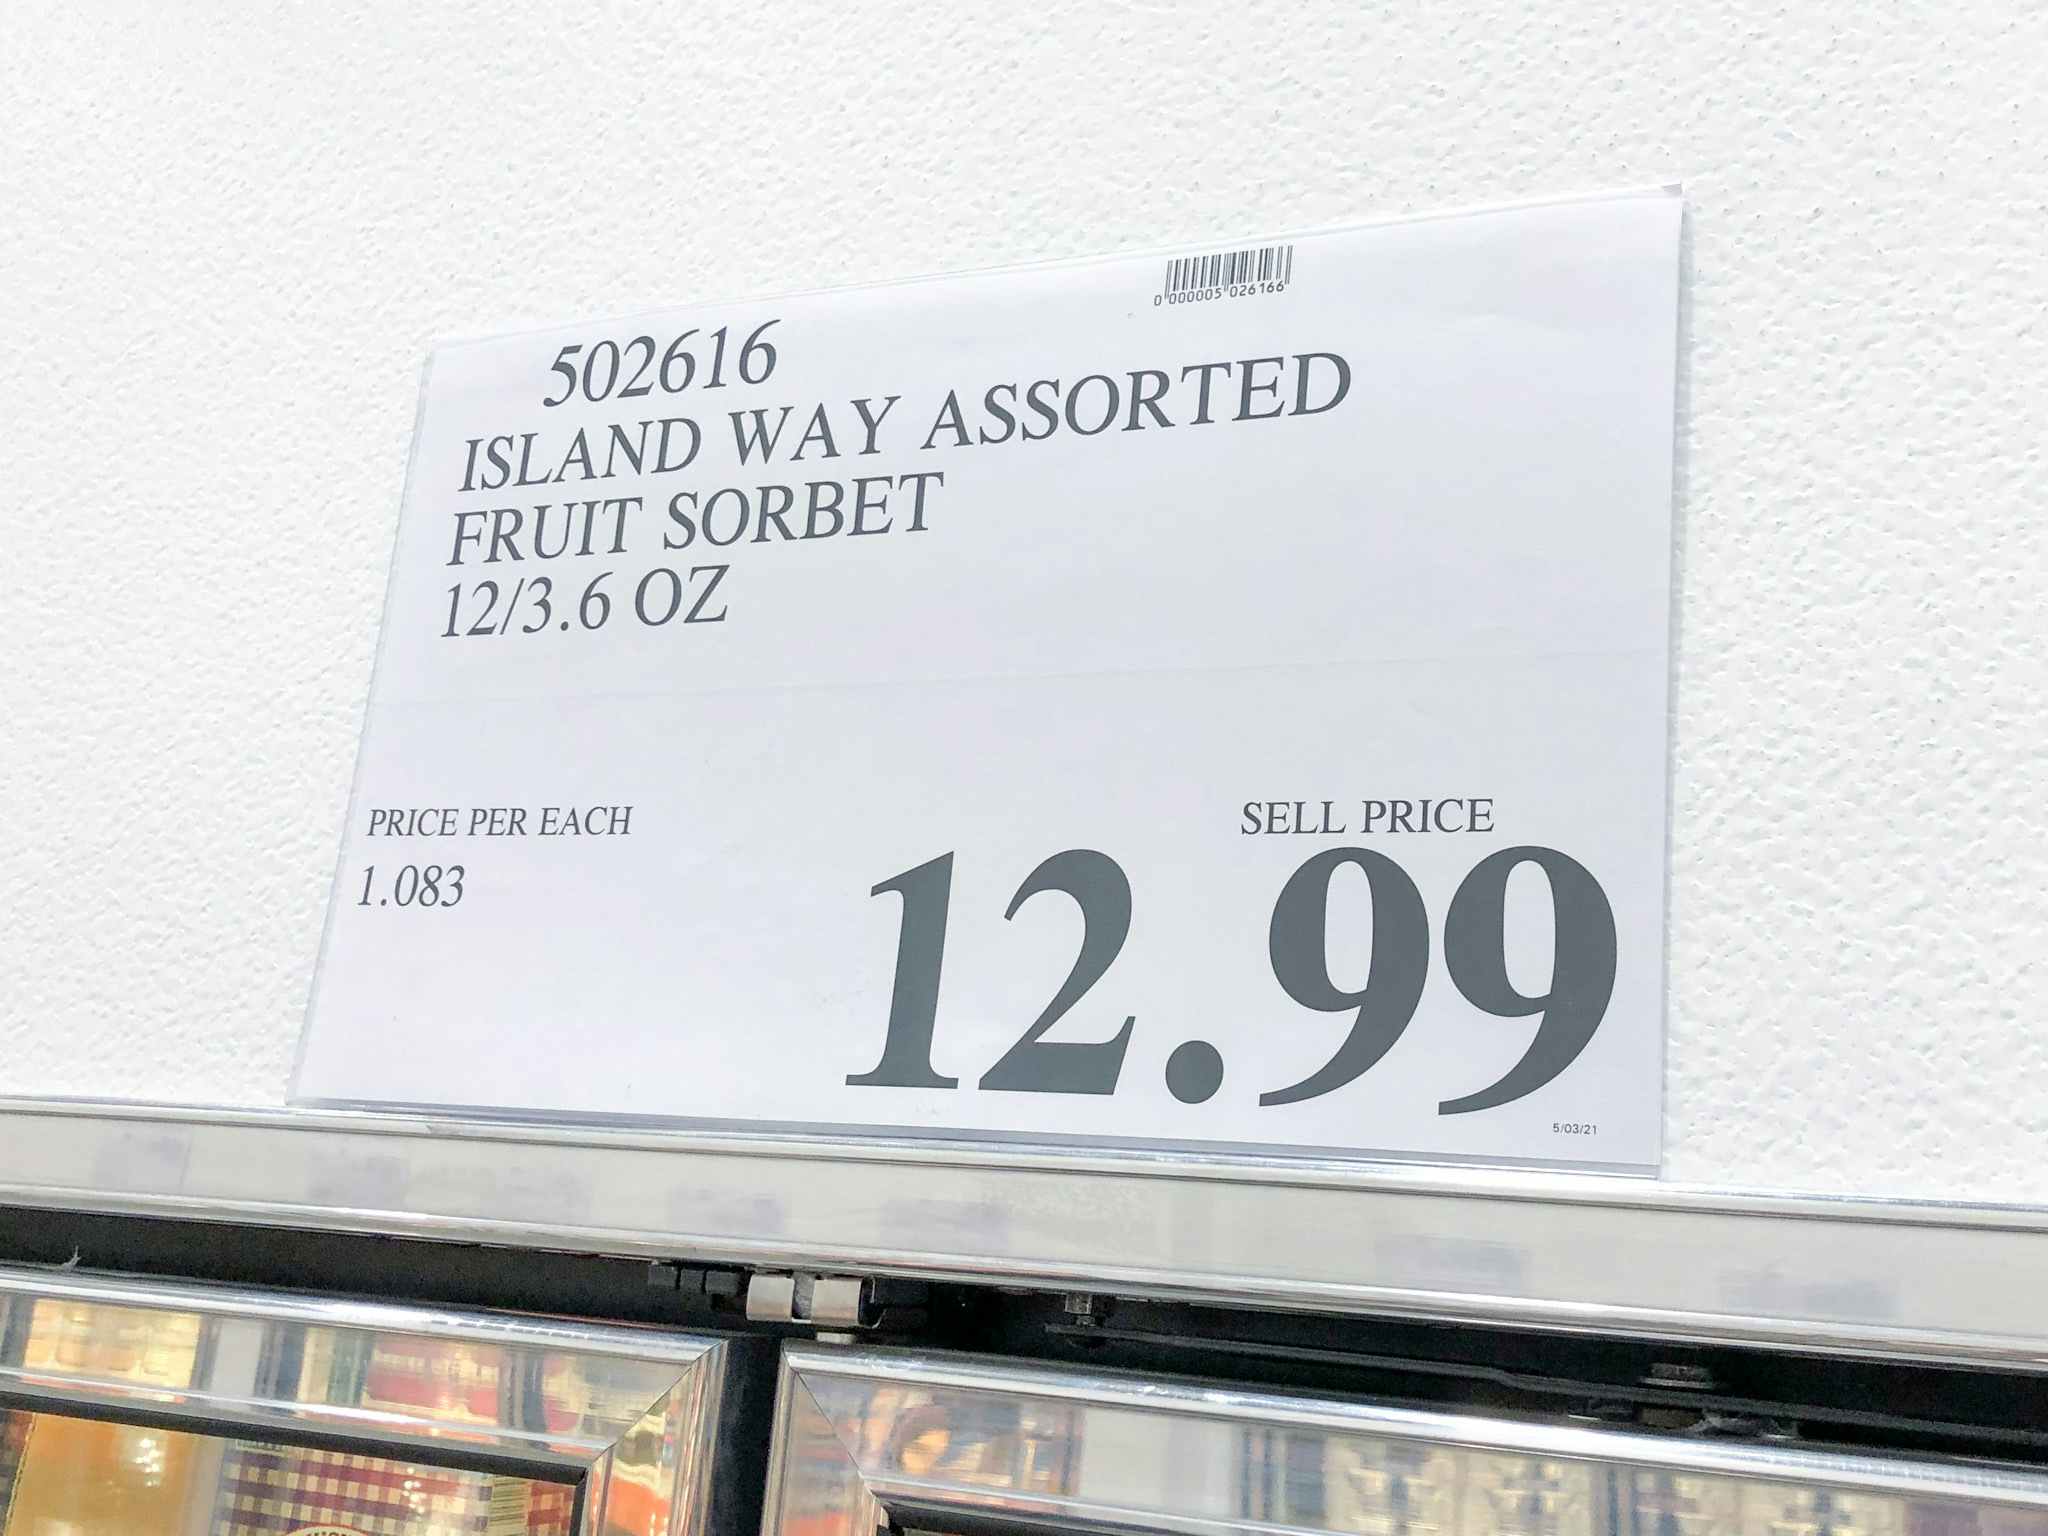 0 000005 026166
502616
ISLAND WAY ASSORTED
FRUIT SORBET
12/3.6 OZ
PRICE PER EACH
SELL PRICE
1.083
12.99
5/03/21